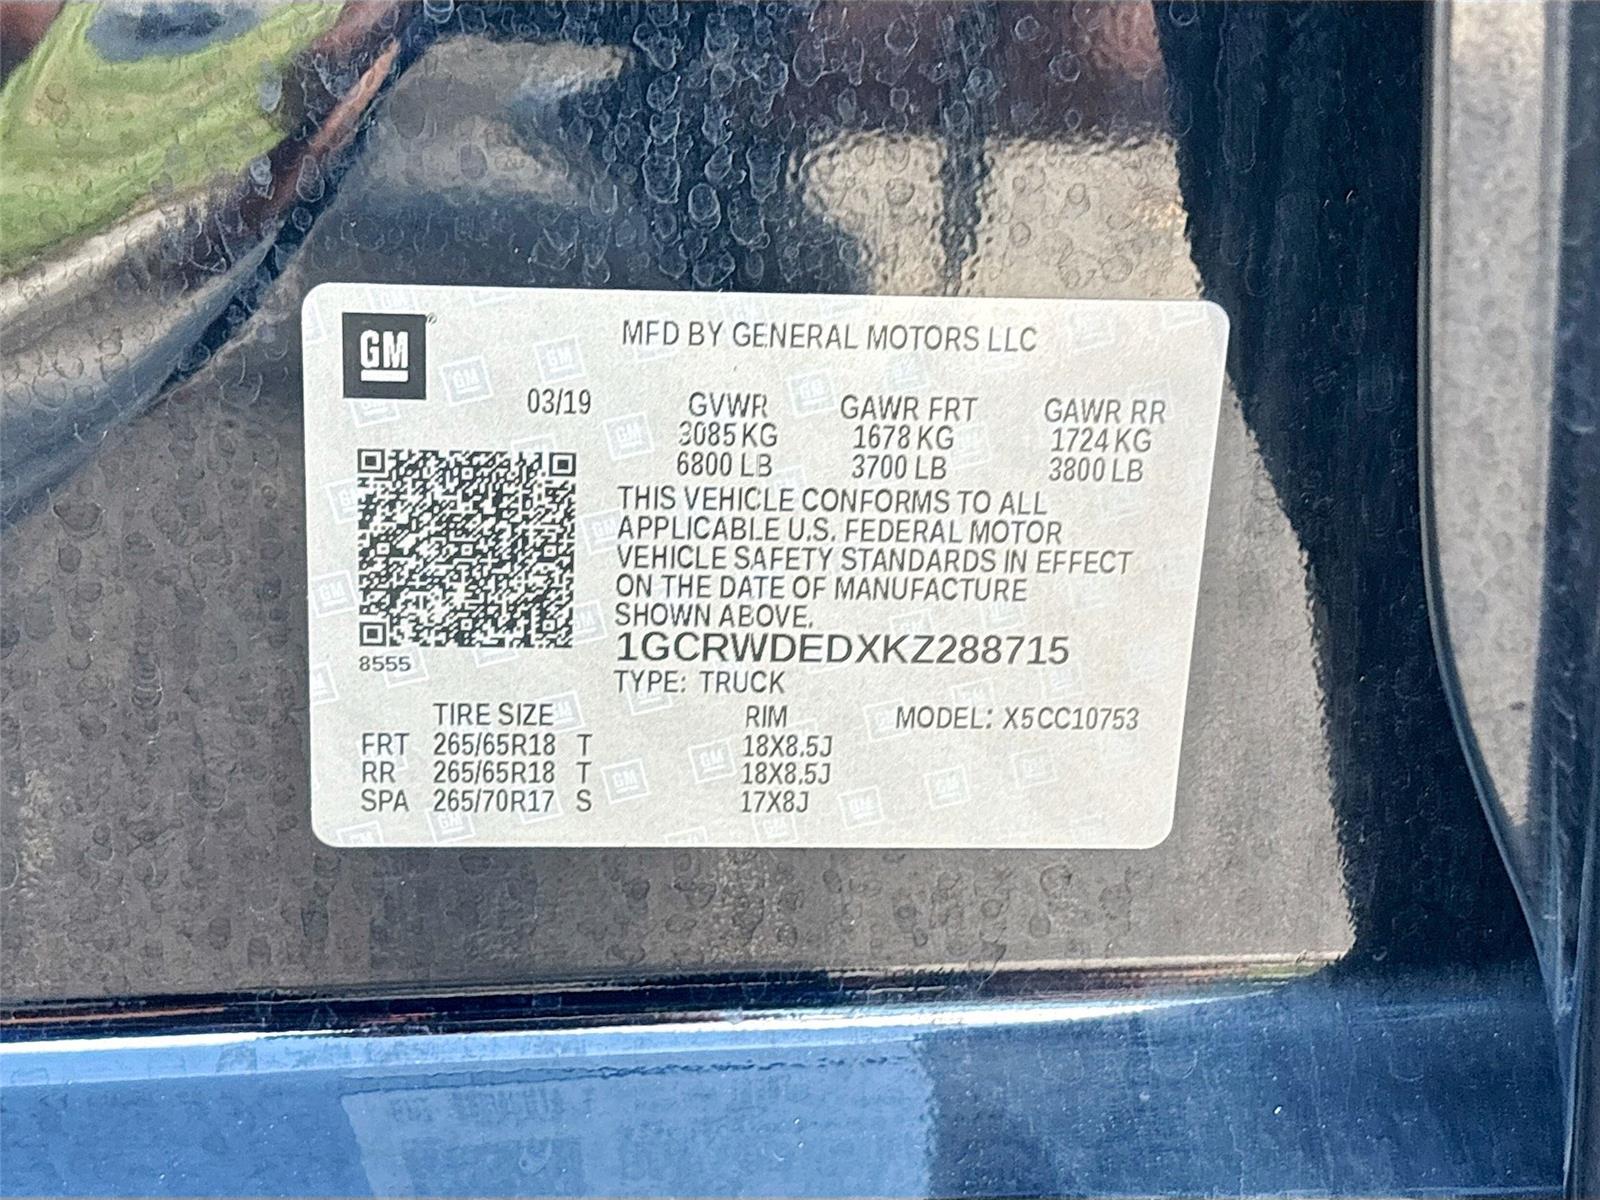 GM
MFD BY GENERAL MOTORS LLC
03/19 GVWR GAWR FRT GAWR RR
3085 KG 1678 KG 1724 KG
6800 LB 3700 LB 3800 LB
THIS VEHICLE CONFORMS TO ALL
APPLICABLE U.S. FEDERAL MOTOR
VEHICLE SAFETY STANDARDS IN EFFECT
ON THE DATE OF MANUFACTURE
SHOWN ABOVE.
1GCRWDEDXKZ288715
8555
TYPE: TRUCK
TIRE SIZE RIM MODEL: X5CC10753
FRT 265/65R18 T 18X8.5J
RR 265/65R18 T 18X8.5J
SPA 265/70R17 S 17X8J